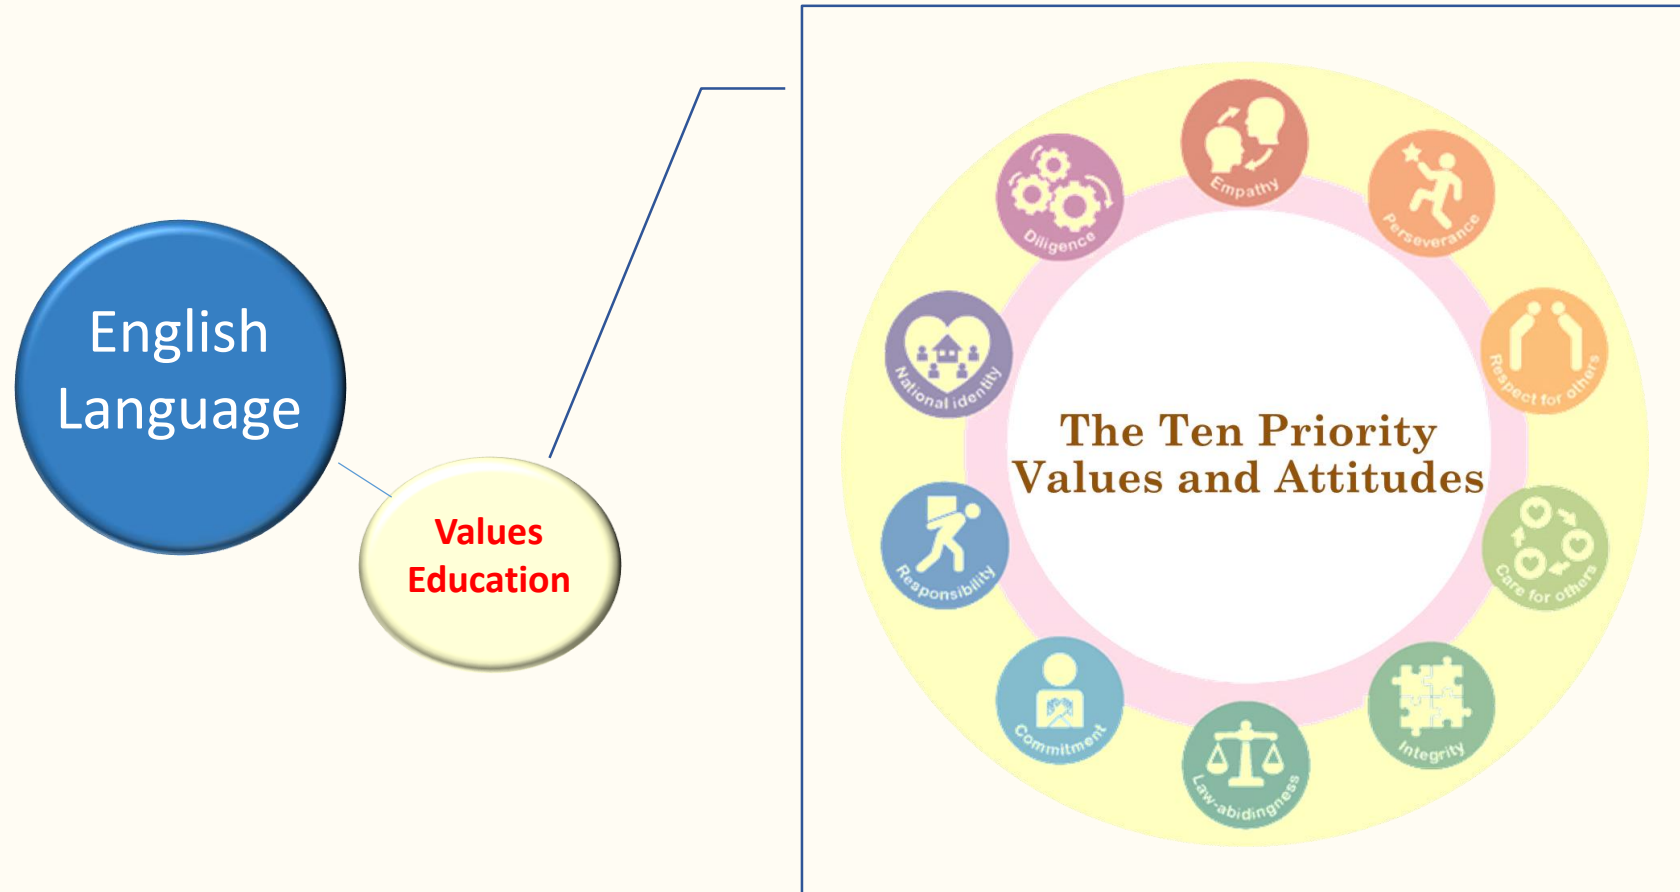 English
Language
Values
Education
The Ten Priority
Values and Attitudes
Empathy
Perseverance
Respect for others
Care for others
Integrity
Law-abidingness
Commitment
Responsibility
National identity
Diligence